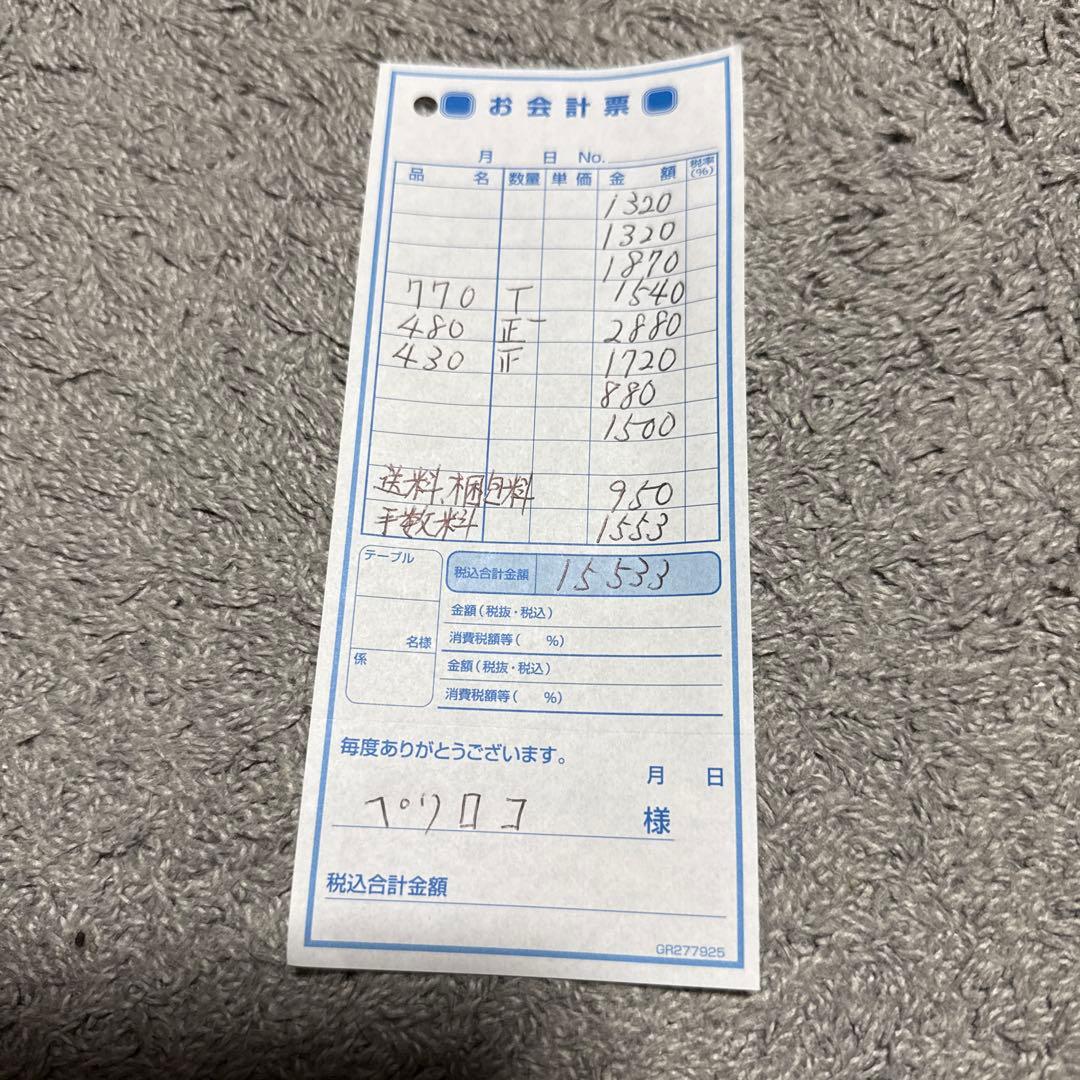 お会計票
月 日 No.
品名 数量 単価 金額 税率(%)
1320
1320
1870
770 T 1540
480 正一 2880
430 正 1720
880
1500
送料、梱包料 950
手数料 1553
テーブル
名様
係
税込合計金額 15533
金額(税抜・税込)
消費税額等( %)
金額(税抜・税込)
消費税額等( %)
毎度ありがとうございます。
月 日
ペリロコ 様
税込合計金額
GR277925